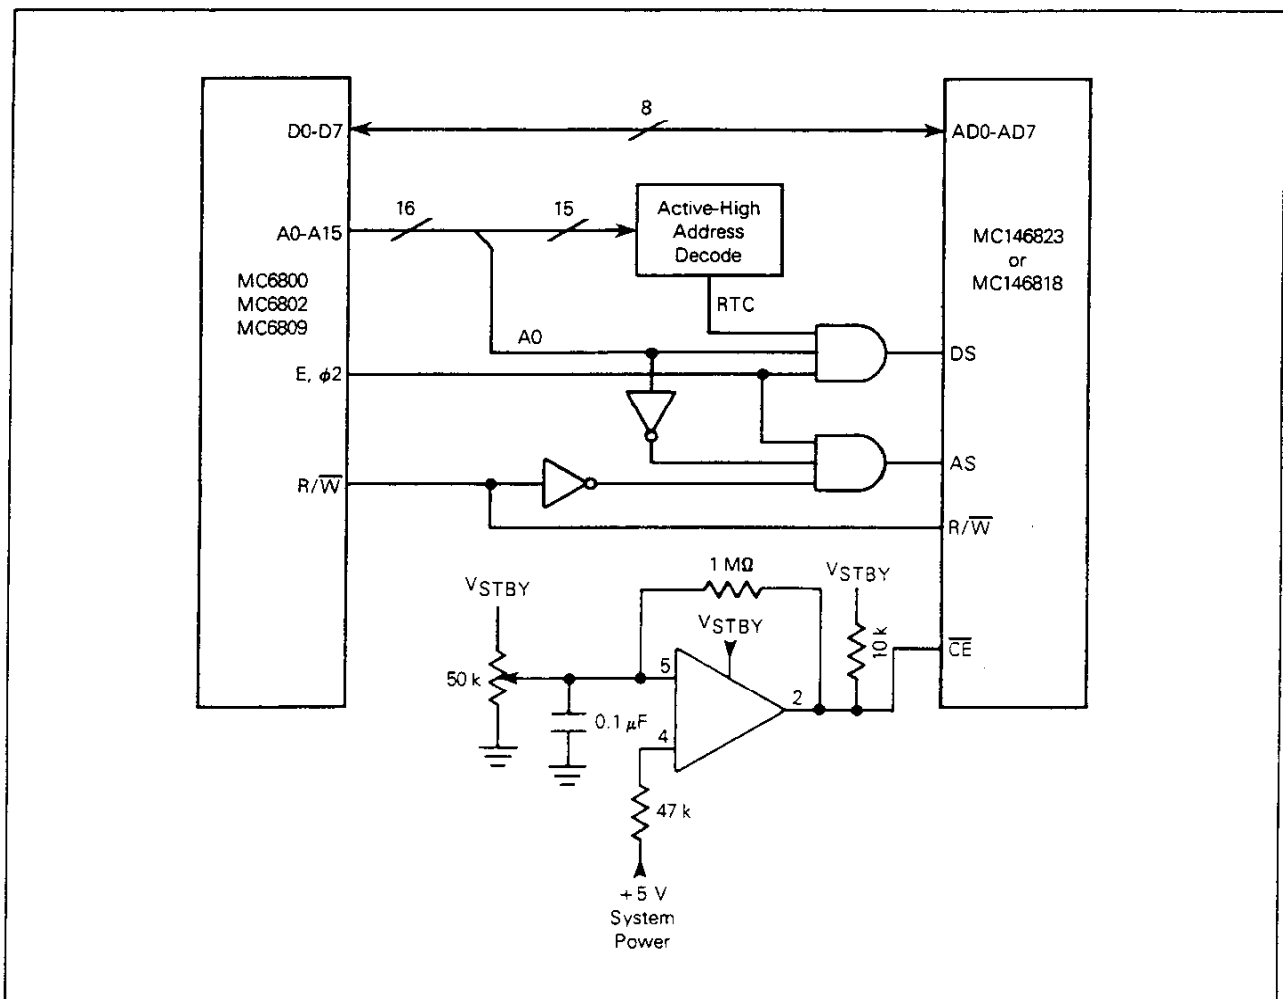 8
D0-D7
AD0-AD7
16
15
Active-High
Address
Decode
A0-A15
MC146823
or
MC146818
MC6800
MC6802
MC6809
RTC
A0
DS
E, ϕ2
AS
R/W̅
R/W̅
1 MΩ
VSTBY
VSTBY
VSTBY
10 k
C̅E̅
50 k
5
2
0.1 µF
4
47 k
+5 V
System
Power